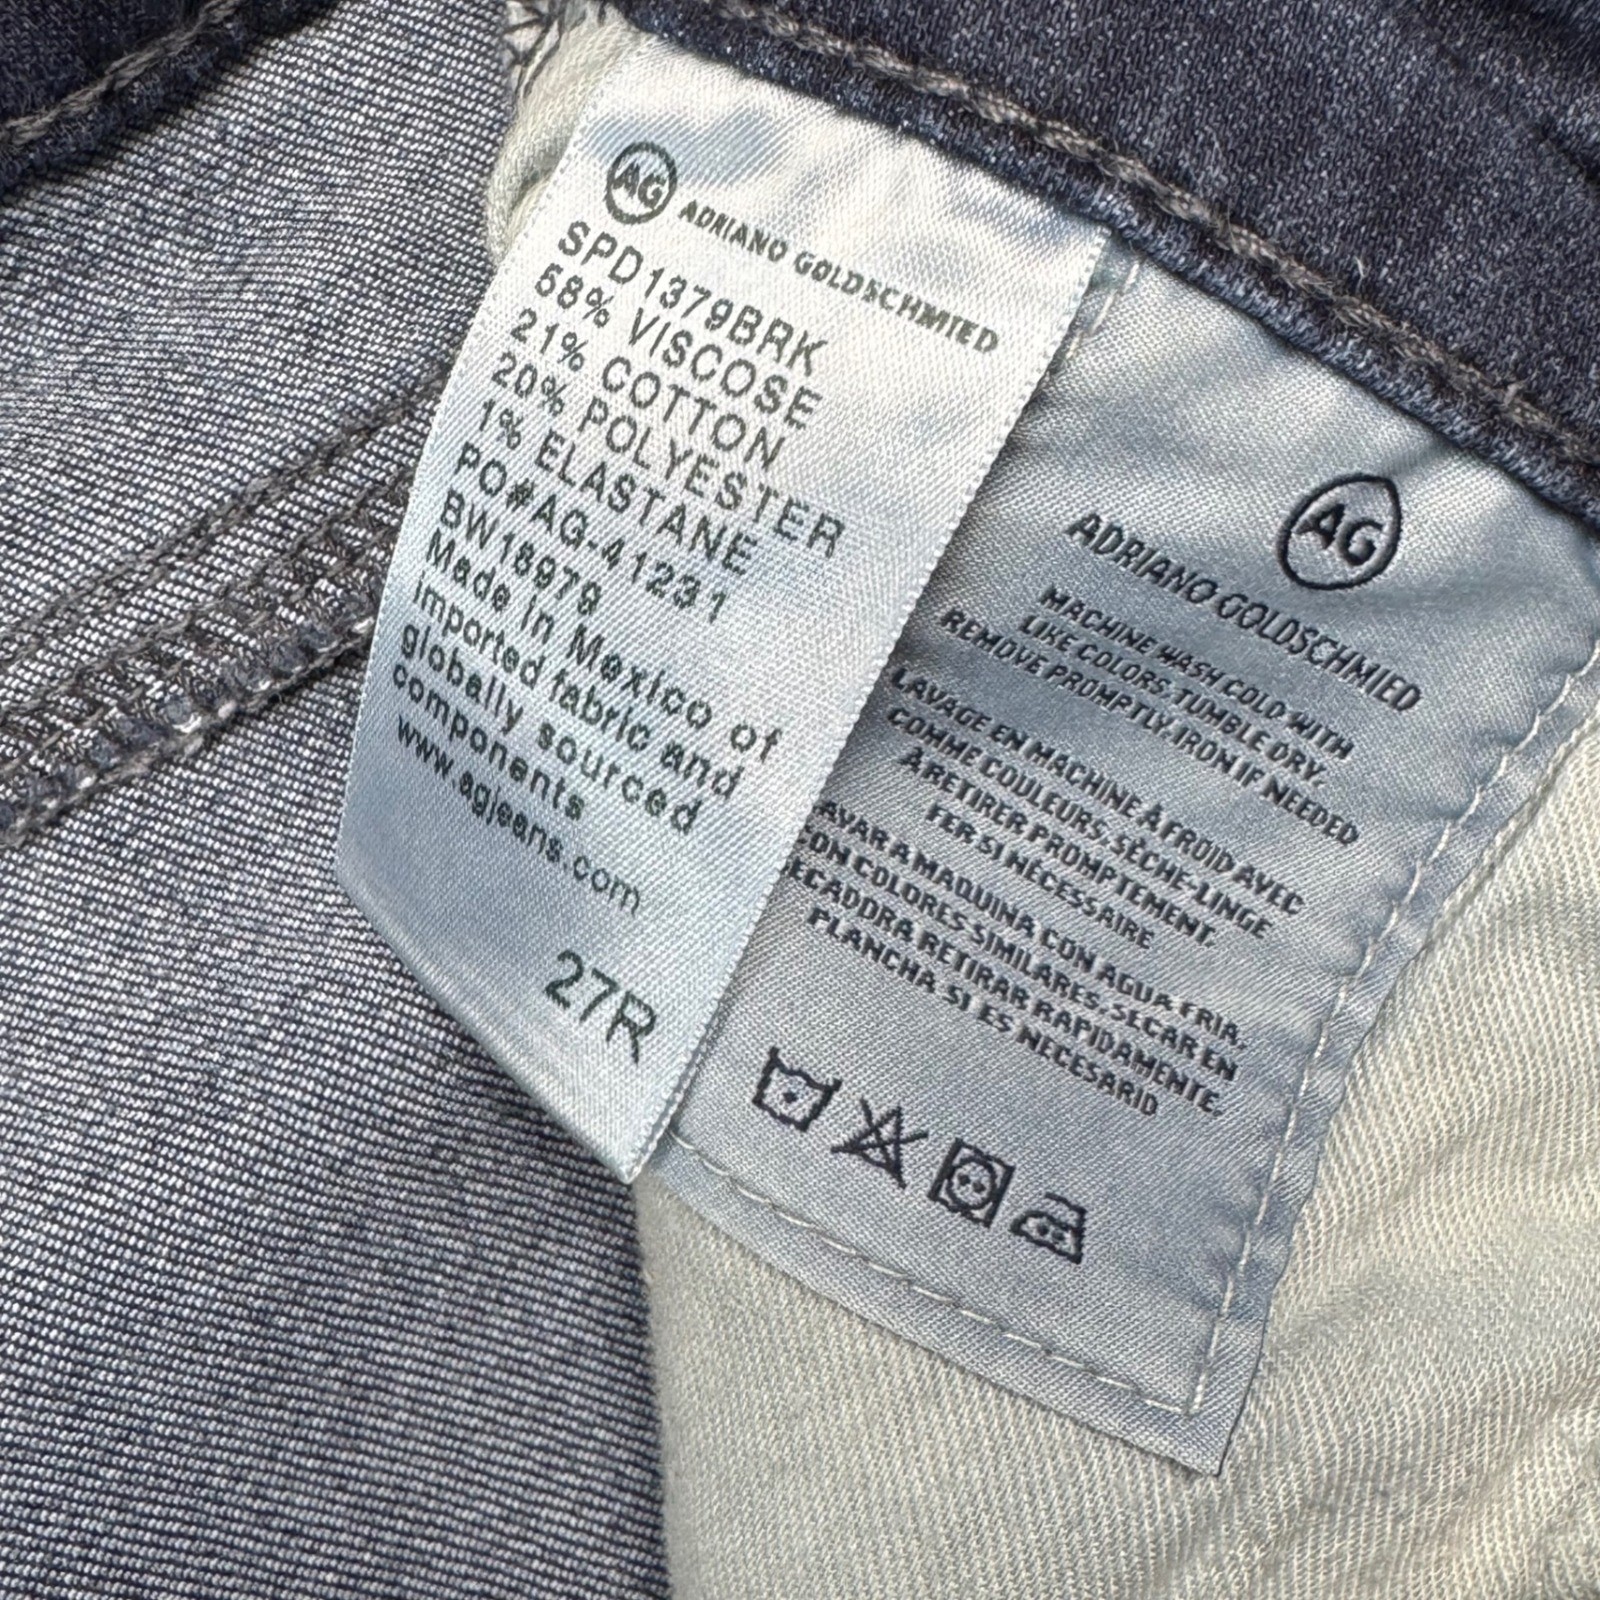 AG ADRIANO GOLDSCHMIED
SPD1379BRK
58% VISCOSE
21% COTTON
20% POLYESTER
1% ELASTANE
PO#AG-41231
BW18979
Made in Mexico of
imported fabric and
globally sourced
components
www.agjeans.com
27R
AG
ADRIANO GOLDSCHMIED
MACHINE WASH COLD WITH
LIKE COLORS, TUMBLE DRY,
REMOVE PROMPTLY. IRON IF NEEDED
LAVAGE EN MACHINE À FROID AVEC
COMME COULEURS, SÈCHE-LINGE
À RETIRER PROMPTEMENT.
FER SI NÉCESSAIRE
AVAR A MAQUINA CON AGUA FRIA,
ON COLORES SIMILARES, SECAR EN
ECADORA RETIRAR RAPIDAMENTE.
PLANCHA SI ES NECESARIO